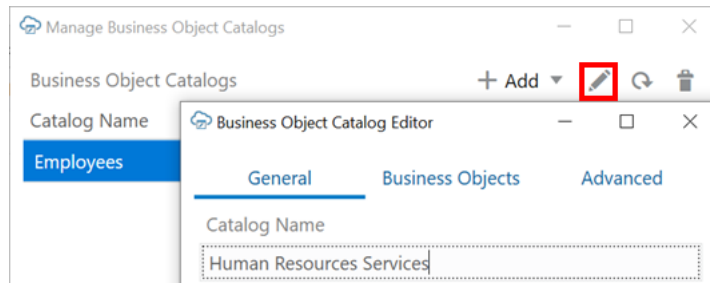 Manage Business Object Catalogs
Business Object Catalogs
Add
Catalog Name
Employees
Business Object Catalog Editor
General Business Objects Advanced
Catalog Name
Human Resources Services